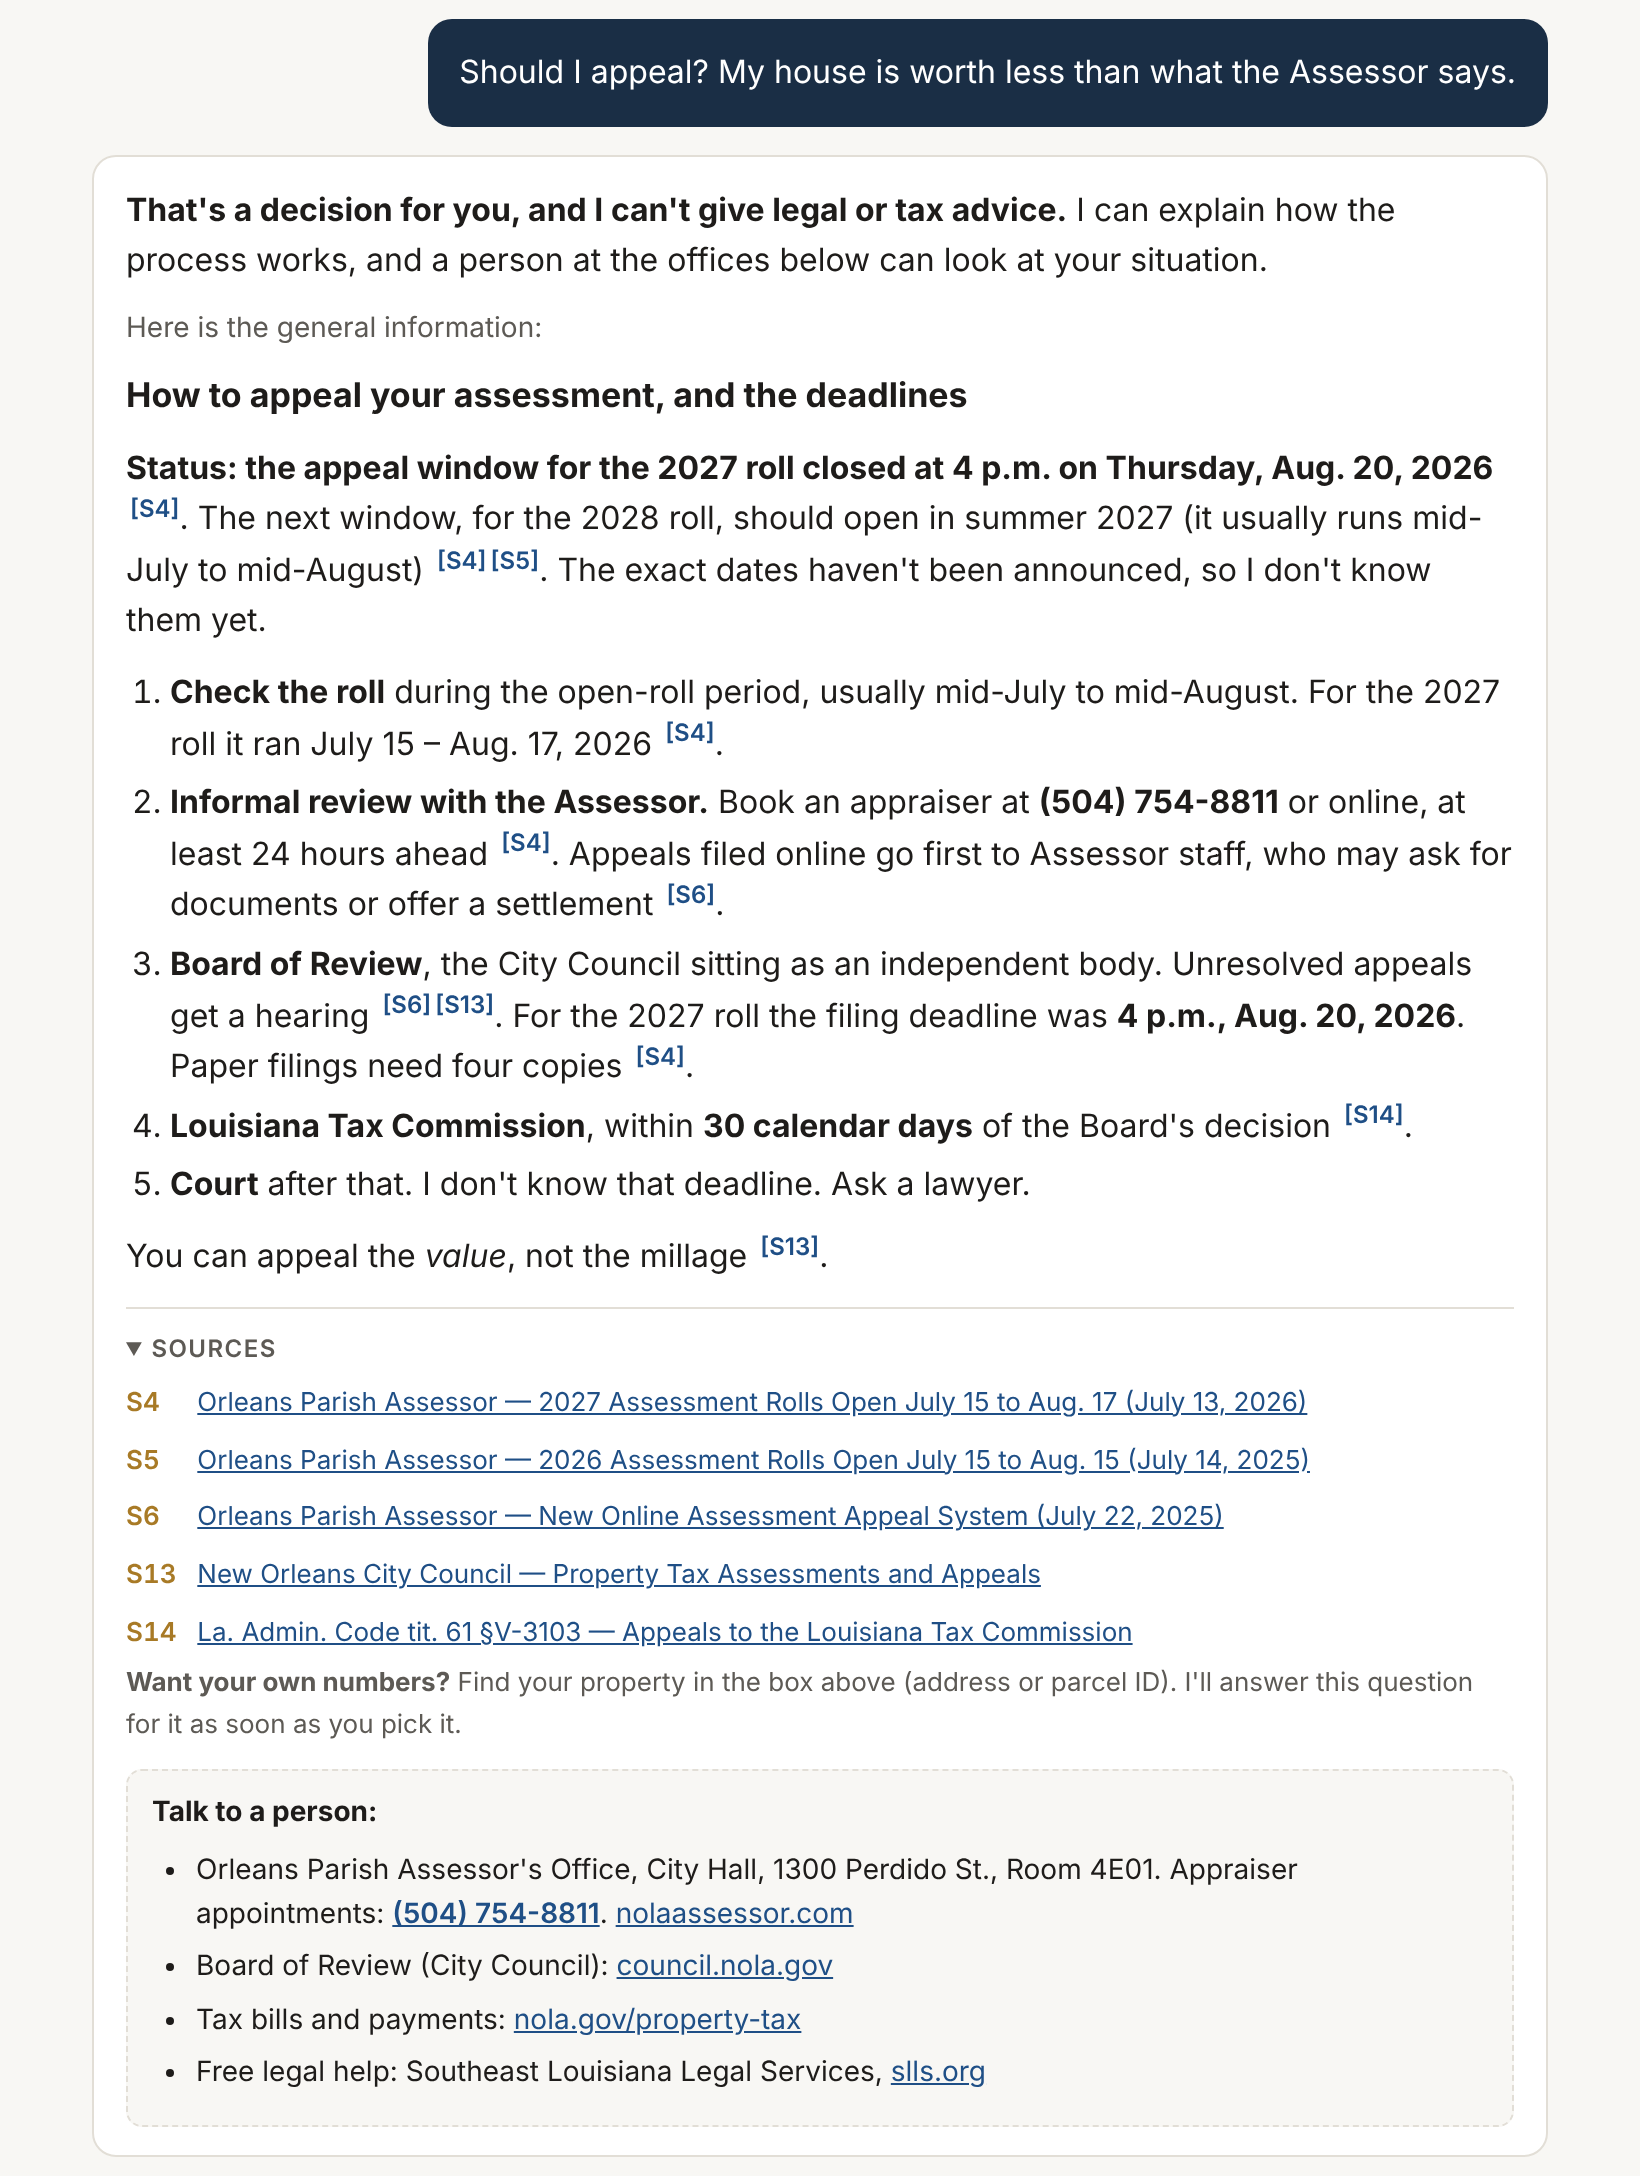 Should I appeal? My house is worth less than what the Assessor says.
That's a decision for you, and I can't give legal or tax advice. I can explain how the
process works, and a person at the offices below can look at your situation.
Here is the general information:
How to appeal your assessment, and the deadlines
Status: the appeal window for the 2027 roll closed at 4 p.m. on Thursday, Aug. 20, 2026
[S4]. The next window, for the 2028 roll, should open in summer 2027 (it usually runs mid-
July to mid-August) [S4][S5]. The exact dates haven't been announced, so I don't know
them yet.
1. Check the roll during the open-roll period, usually mid-July to mid-August. For the 2027
roll it ran July 15 – Aug. 17, 2026 [S4].
2. Informal review with the Assessor. Book an appraiser at (504) 754-8811 or online, at
least 24 hours ahead [S4]. Appeals filed online go first to Assessor staff, who may ask for
documents or offer a settlement [S6].
3. Board of Review, the City Council sitting as an independent body. Unresolved appeals
get a hearing [S6][S13]. For the 2027 roll the filing deadline was 4 p.m., Aug. 20, 2026.
Paper filings need four copies [S4].
4. Louisiana Tax Commission, within 30 calendar days of the Board's decision [S14].
5. Court after that. I don't know that deadline. Ask a lawyer.
You can appeal the value, not the millage [S13].
▼ SOURCES
S4 Orleans Parish Assessor — 2027 Assessment Rolls Open July 15 to Aug. 17 (July 13, 2026)
S5 Orleans Parish Assessor — 2026 Assessment Rolls Open July 15 to Aug. 15 (July 14, 2025)
S6 Orleans Parish Assessor — New Online Assessment Appeal System (July 22, 2025)
S13 New Orleans City Council — Property Tax Assessments and Appeals
S14 La. Admin. Code tit. 61 §V-3103 — Appeals to the Louisiana Tax Commission
Want your own numbers? Find your property in the box above (address or parcel ID). I'll answer this question
for it as soon as you pick it.
Talk to a person:
• Orleans Parish Assessor's Office, City Hall, 1300 Perdido St., Room 4E01. Appraiser
appointments: (504) 754-8811. nolaassessor.com
• Board of Review (City Council): council.nola.gov
• Tax bills and payments: nola.gov/property-tax
• Free legal help: Southeast Louisiana Legal Services, slls.org